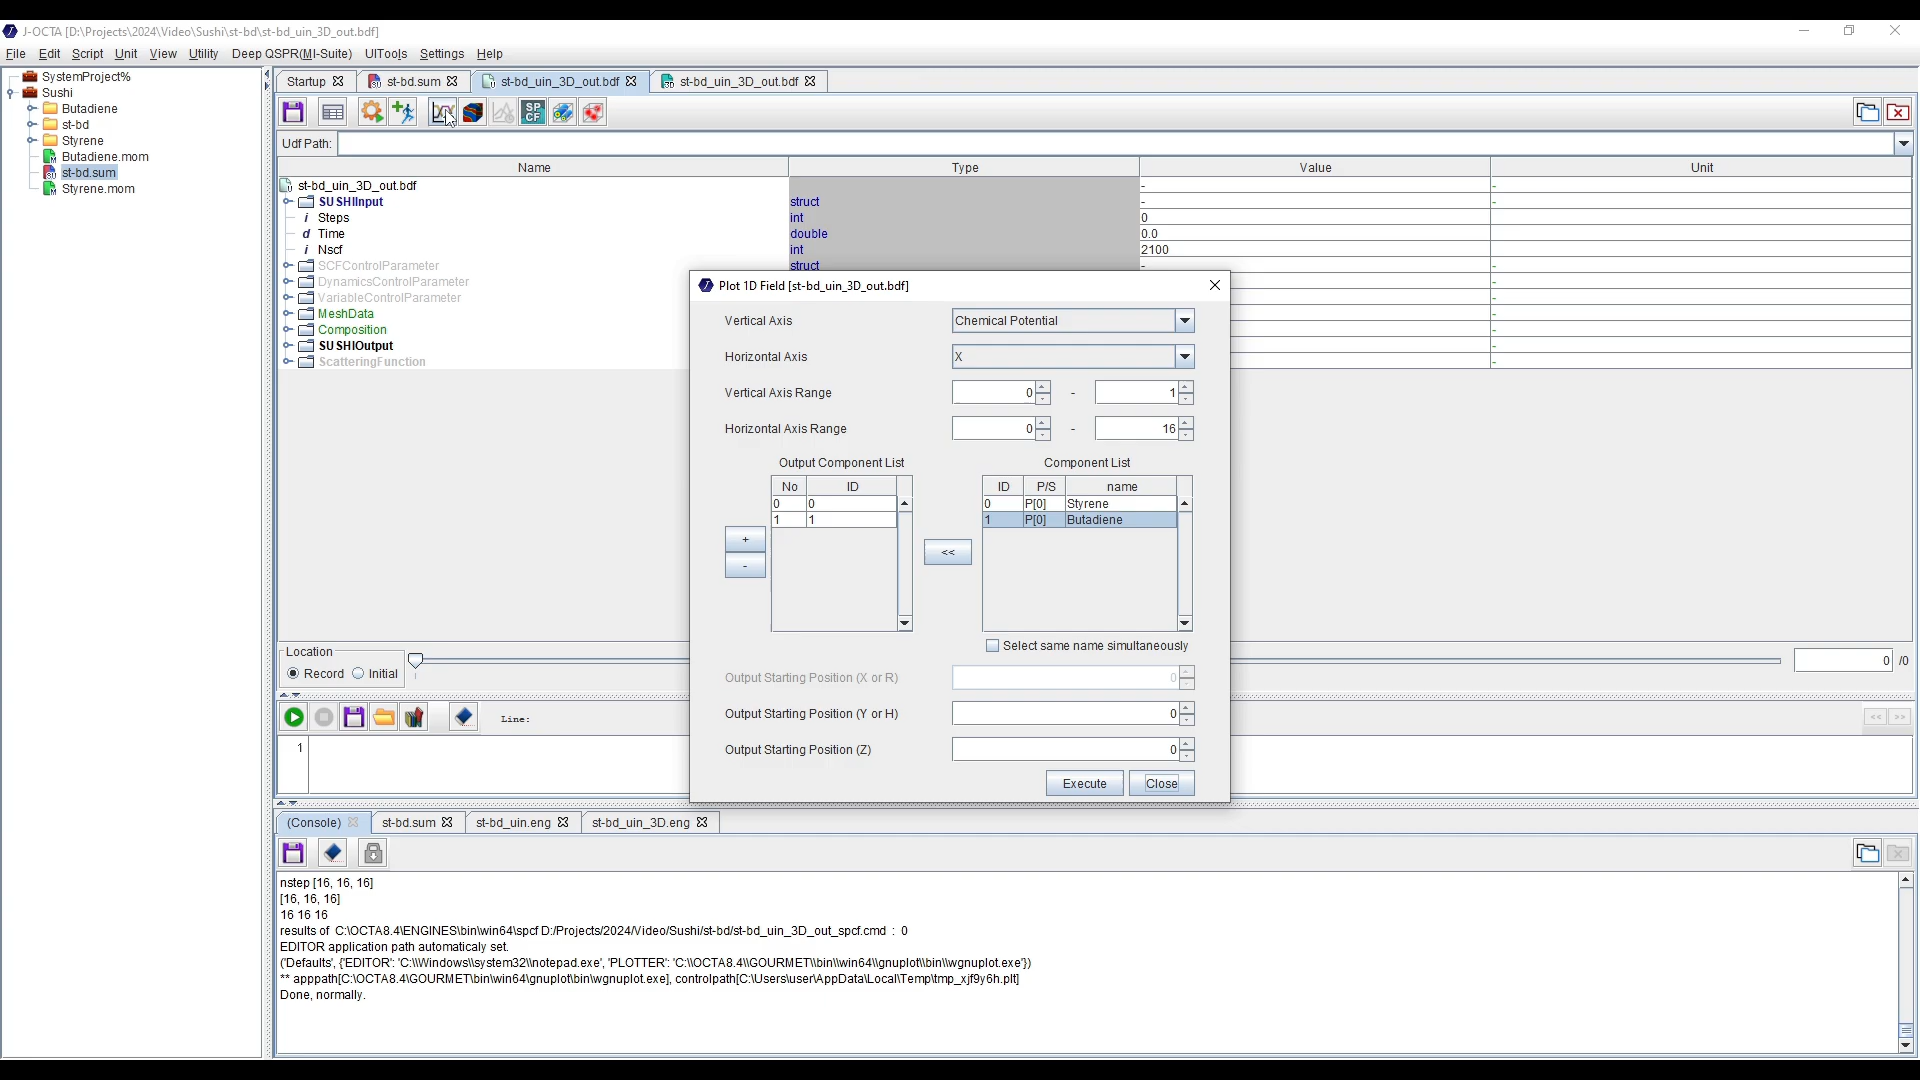 J-OCTA [D:\Projects\2024\Video\Sushi\st-bd\st-bd_uin_3D_out.bdf]
File Edit Script Unit View Utility Deep QSPR(MI-Suite) UITools Settings Help
SystemProject%
Sushi
Butadiene
st-bd
Styrene
Butadiene.mom
st-bd.sum
Styrene.mom
Startup st-bd.sum st-bd_uin_3D_out.bdf st-bd_uin_3D_out.bdf
SP CF
Udf Path:
Name Type Value Unit
st-bd_uin_3D_out.bdf - -
SUSHIInput struct - -
i Steps int 0
d Time double 0.0
i Nscf int 2100
SCFControlParameter struct - -
DynamicsControlParameter - -
VariableControlParameter - -
MeshData - -
Composition - -
SUSHIOutput - -
ScatteringFunction - -
Plot 1D Field [st-bd_uin_3D_out.bdf]
Vertical Axis Chemical Potential
Horizontal Axis X
Vertical Axis Range 0 - 1
Horizontal Axis Range 0 - 16
Output Component List Component List
No ID ID P/S name
0 0 0 P[0] Styrene
1 1 1 P[0] Butadiene
+
-
<<
Select same name simultaneously
Output Starting Position (X or R) 0
Output Starting Position (Y or H) 0
Output Starting Position (Z) 0
Execute Close
Location
Record Initial
0 /0
Line:
<< >>
1
(Console) st-bd.sum st-bd_uin.eng st-bd_uin_3D.eng
nstep [16, 16, 16]
[16, 16, 16]
16 16 16
results of C:\OCTA8.4\ENGINES\bin\win64\spcf D:/Projects/2024/Video/Sushi/st-bd/st-bd_uin_3D_out_spcf.cmd : 0
EDITOR application path automaticaly set.
('Defaults', {'EDITOR': 'C:\\Windows\\system32\\notepad.exe', 'PLOTTER': 'C:\\OCTA8.4\\GOURMET\\bin\\win64\\gnuplot\\bin\\wgnuplot.exe'})
** apppath[C:\OCTA8.4\GOURMET\bin\win64\gnuplot\bin\wgnuplot.exe], controlpath[C:\Users\user\AppData\Local\Temp\tmp_xjf9y6h.plt]
Done, normally.